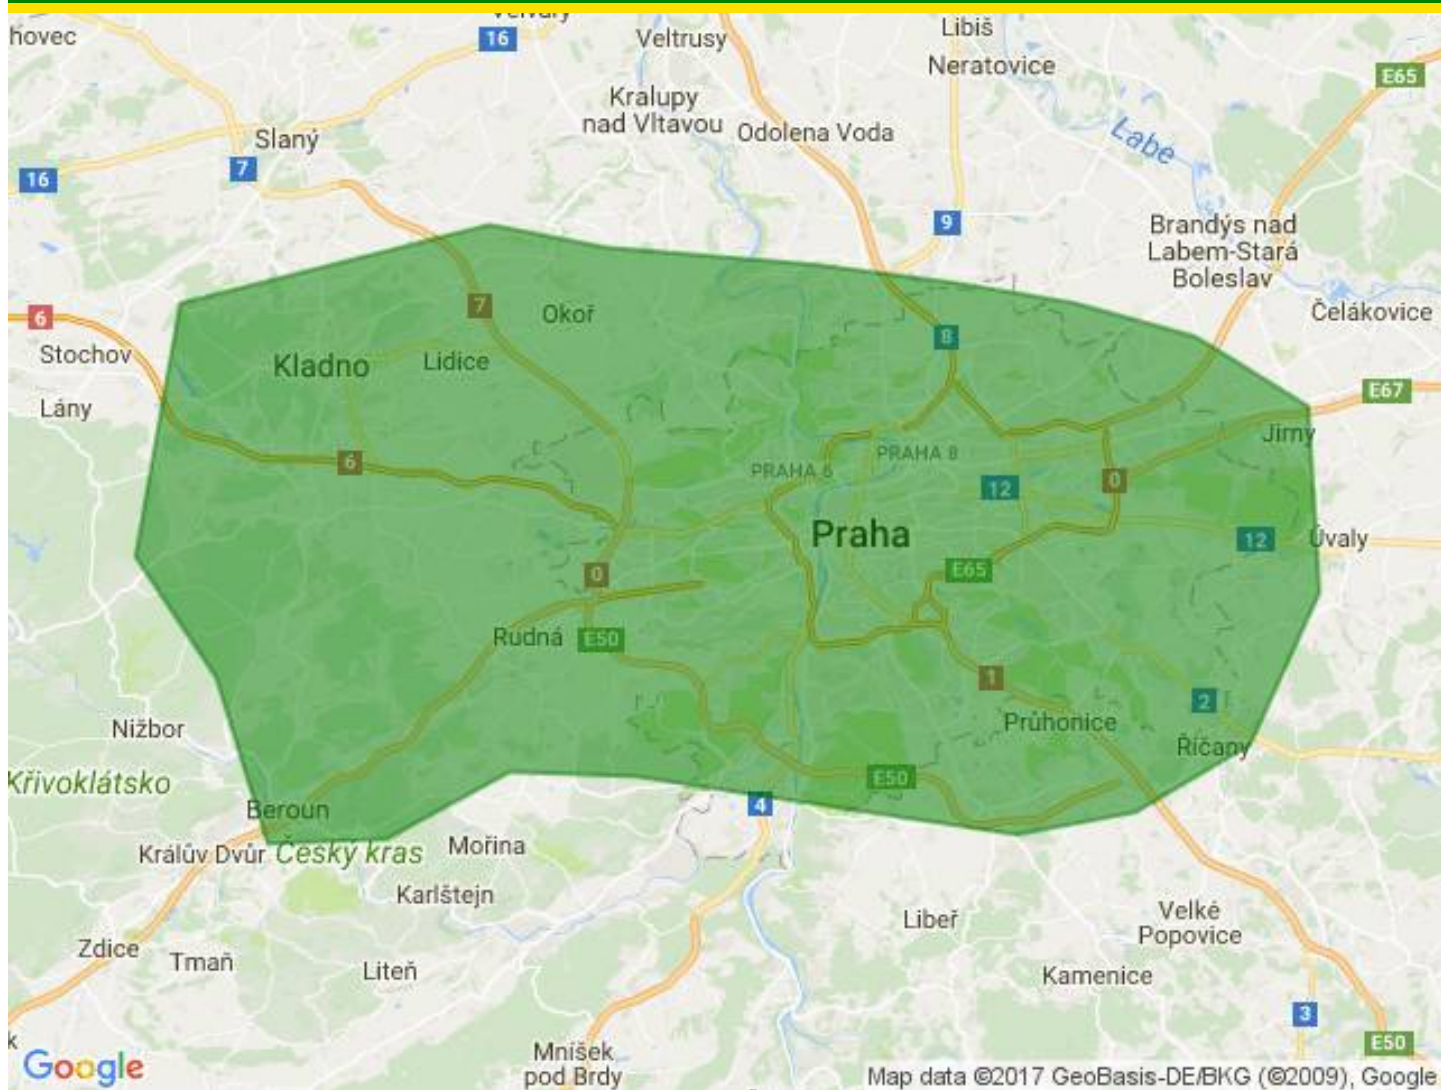 Velvary
hovec
16
Veltrusy
Libiš
Neratovice
E65
Kralupy
nad Vltavou
Odolena Voda
Slaný
7
16
Labe
9
Brandýs nad
Labem-Stará
Boleslav
Čelákovice
6
7
Okoř
8
Stochov
Kladno
Lidice
Lány
E67
Jirny
6
PRAHA 6
PRAHA 8
12
0
Praha
12
Úvaly
0
E65
Rudná
E50
1
2
Nižbor
Průhonice
Říčany
Křivoklátsko
E50
Beroun
4
Králův Dvůr
Český kras
Mořina
Karlštejn
Libeř
Velké
Popovice
Zdice
Tmaň
Liteň
Kamenice
3
k
Mníšek
pod Brdy
E50
Google
Map data ©2017 GeoBasis-DE/BKG (©2009), Google